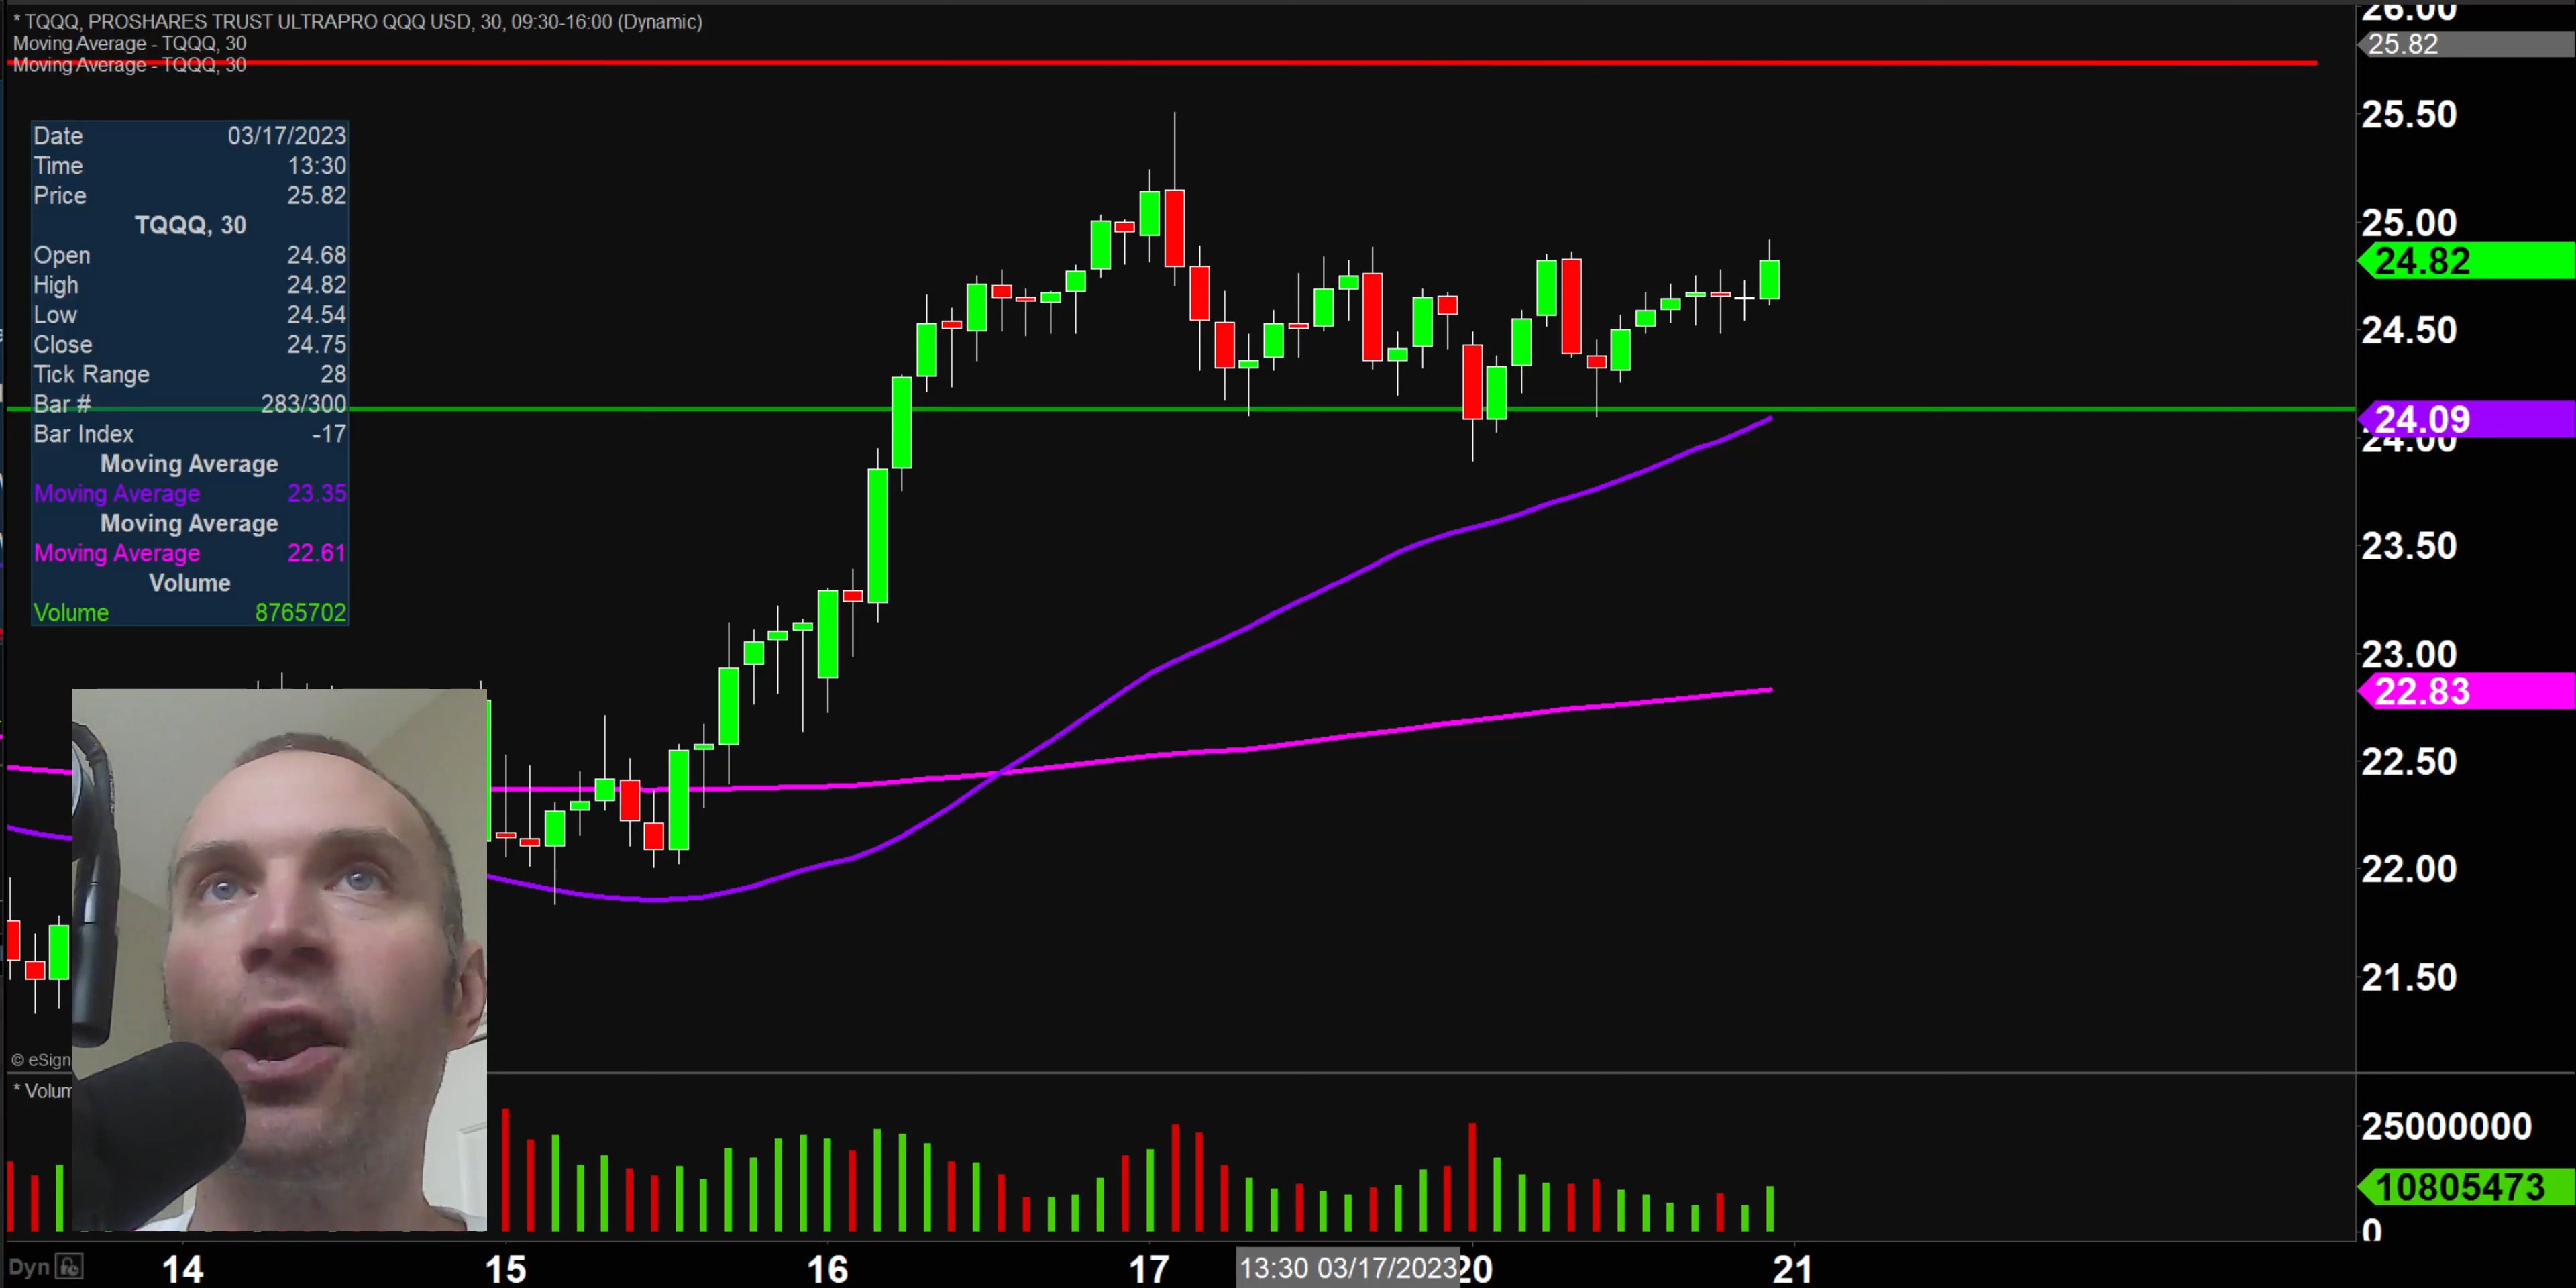 * TQQQ, PROSHARES TRUST ULTRAPRO QQQ USD, 30, 09:30-16:00 (Dynamic)
Moving Average - TQQQ, 30
Moving Average - TQQQ, 30
Date 03/17/2023
Time 13:30
Price 25.82
TQQQ, 30
Open 24.68
High 24.82
Low 24.54
Close 24.75
Tick Range 28
Bar # 283/300
Bar Index -17
Moving Average
Moving Average 23.35
Moving Average
Moving Average 22.61
Volume
Volume 8765702
26.00
25.82
25.50
25.00
24.82
24.50
24.09
24.00
23.50
23.00
22.83
22.50
22.00
21.50
© eSign
* Volum
25000000
10805473
0
Dyn 14 15 16 17 13:30 03/17/2023 20 21